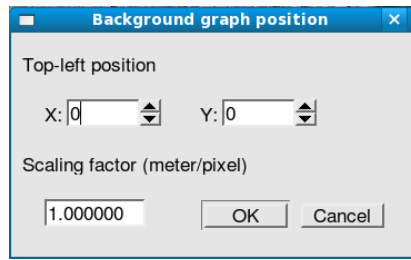 Background graph position
Top-left position
X: 0 Y: 0
Scaling factor (meter/pixel)
1.000000 OK Cancel